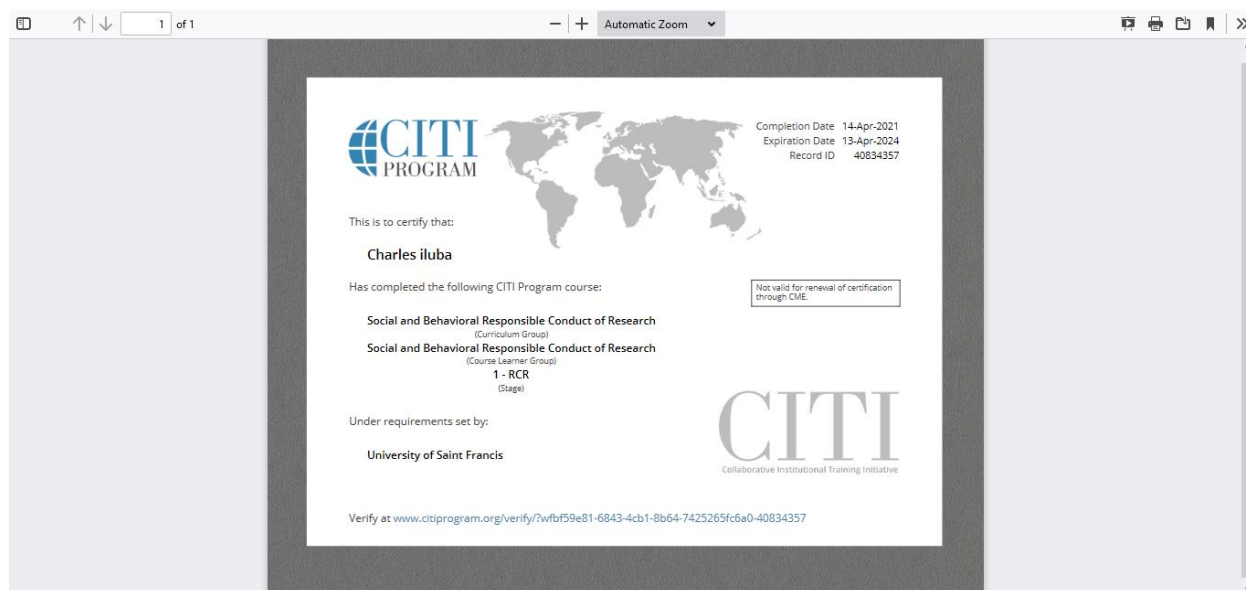 1 of 1
Automatic Zoom
CITI
PROGRAM
Completion Date 14-Apr-2021
Expiration Date 13-Apr-2024
Record ID 40834357
This is to certify that:
Charles iluba
Has completed the following CITI Program course:
Not valid for renewal of certification
through CME.
Social and Behavioral Responsible Conduct of Research
(Curriculum Group)
Social and Behavioral Responsible Conduct of Research
(Course Learner Group)
1 - RCR
(Stage)
Under requirements set by:
University of Saint Francis
CITI
Collaborative Institutional Training Initiative
Verify at www.citiprogram.org/verify/?wfbf59e81-6843-4cb1-8b64-7425265fc6a0-40834357